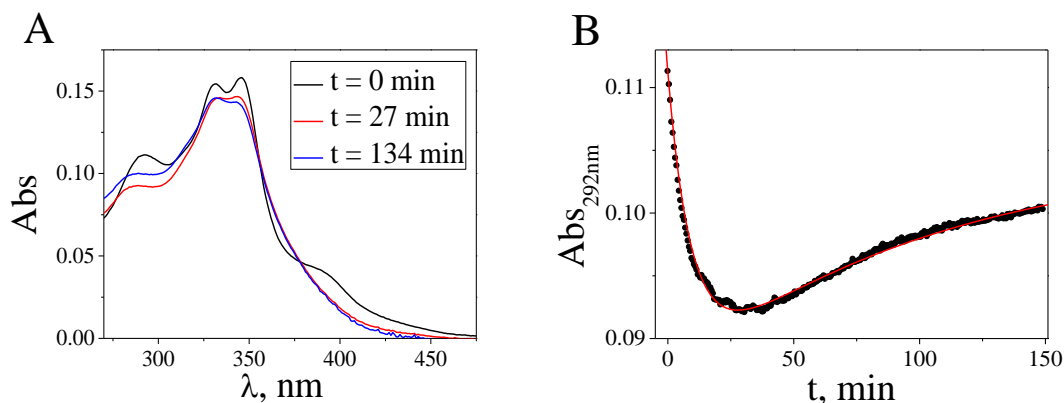 A
B
Abs
0.15
0.10
0.05
0.00
t = 0 min
t = 27 min
t = 134 min
250 300 350 400 450
λ, nm
Abs292nm
0.11
0.10
0.09
0 50 100 150
t, min